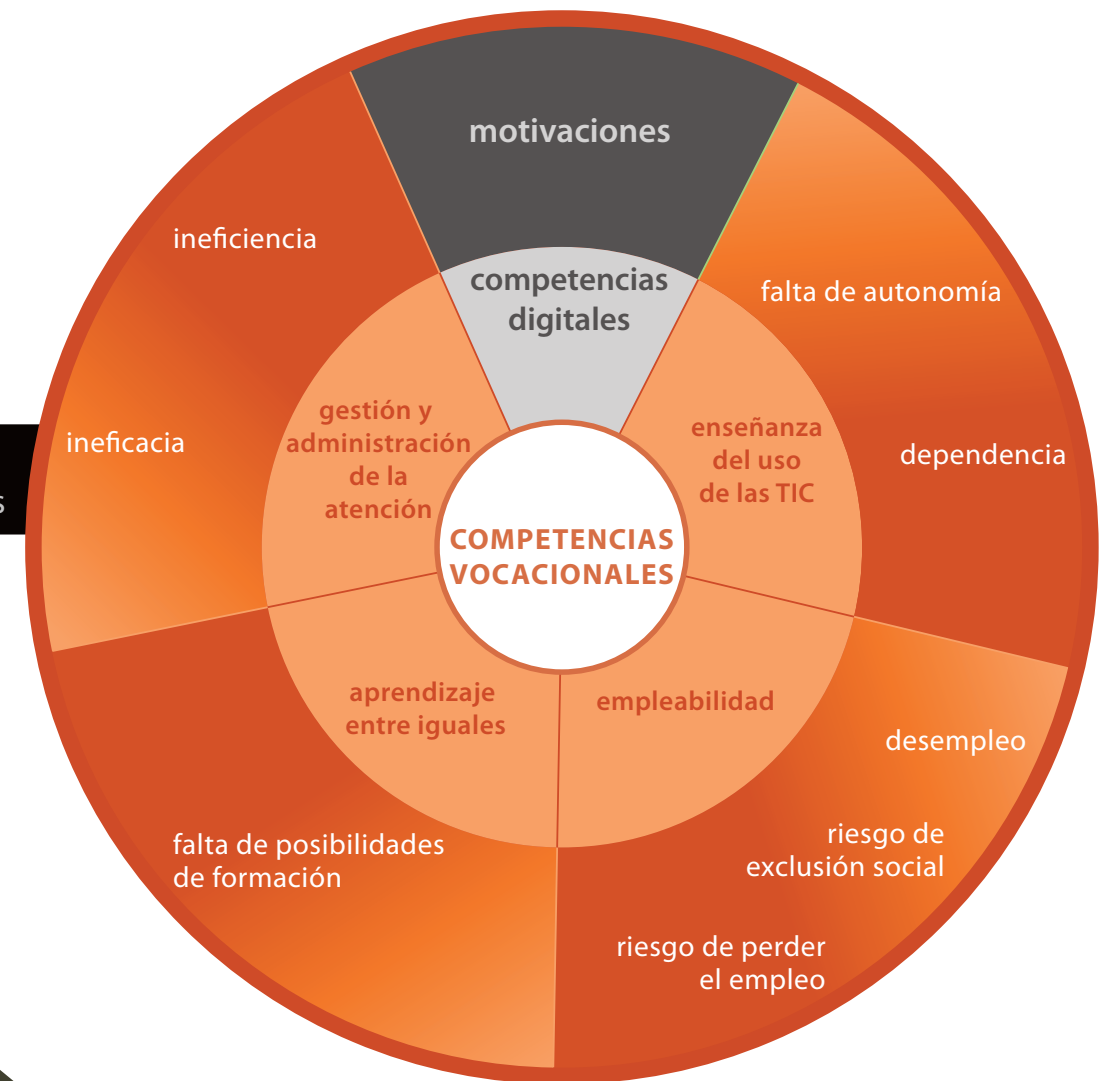 motivaciones
competencias
digitales
ineficiencia
ineficacia
gestión y
administración
de la
atención
enseñanza
del uso
de las TIC
falta de autonomía
dependencia
COMPETENCIAS
VOCACIONALES
aprendizaje
entre iguales
empleabilidad
falta de posibilidades
de formación
desempleo
riesgo de
exclusión social
riesgo de perder
el empleo